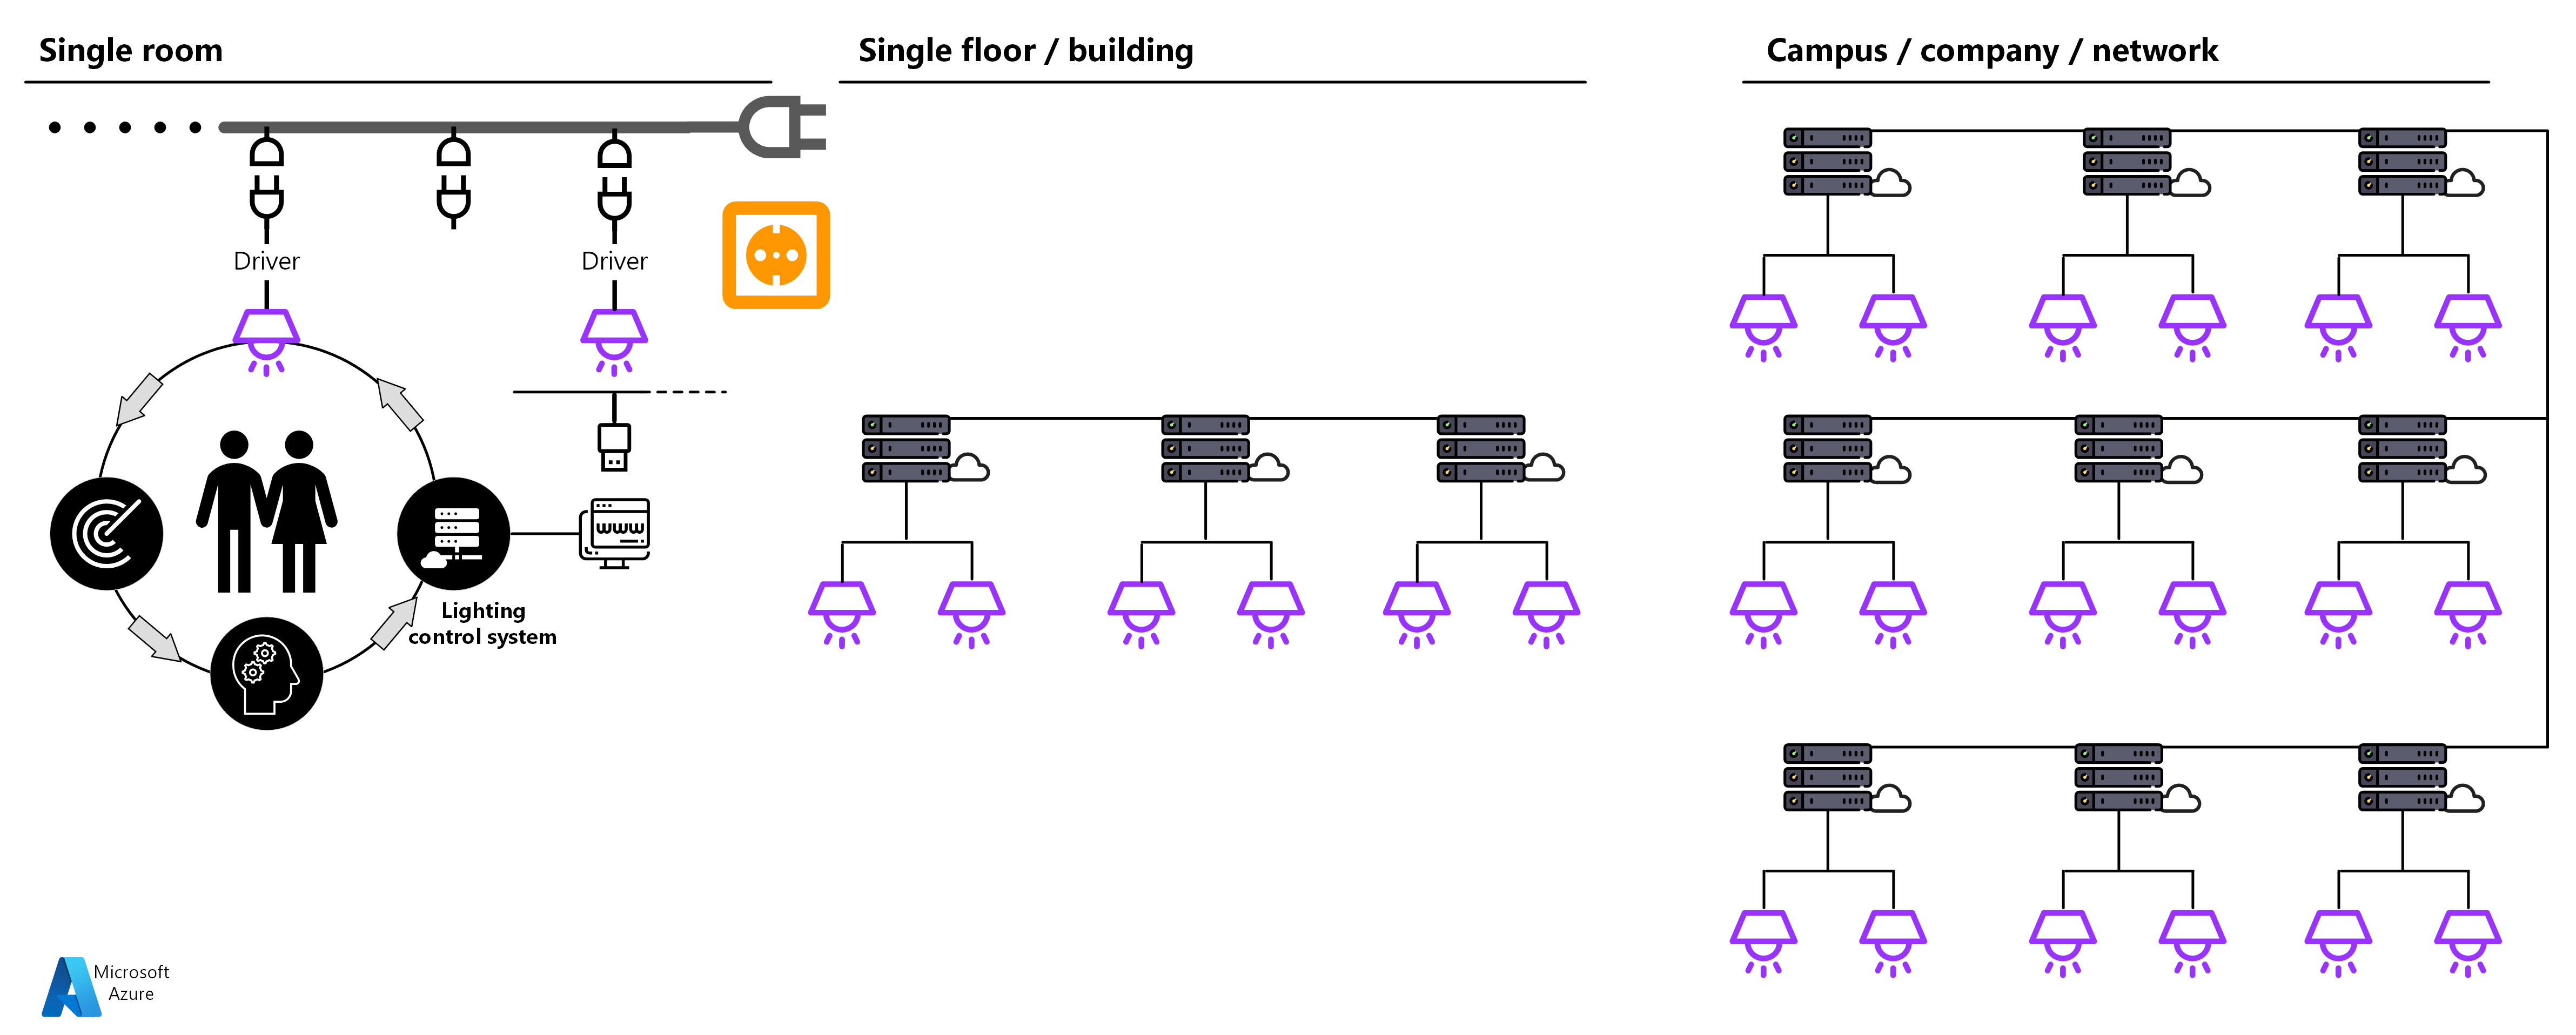 Single room
Single floor / building
Campus / company / network
Driver
Driver
www
Lighting
control system
Microsoft
Azure